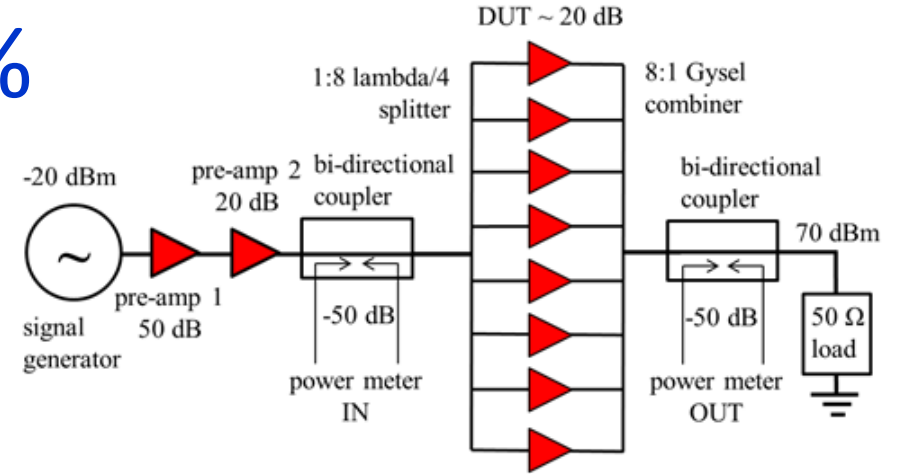 %
DUT ~ 20 dB
1:8 lambda/4
splitter
8:1 Gysel
combiner
-20 dBm
pre-amp 2
20 dB
bi-directional
coupler
bi-directional
coupler
70 dBm
~
pre-amp 1
50 dB
signal
generator
-50 dB
power meter
IN
-50 dB
power meter
OUT
50 Ω
load